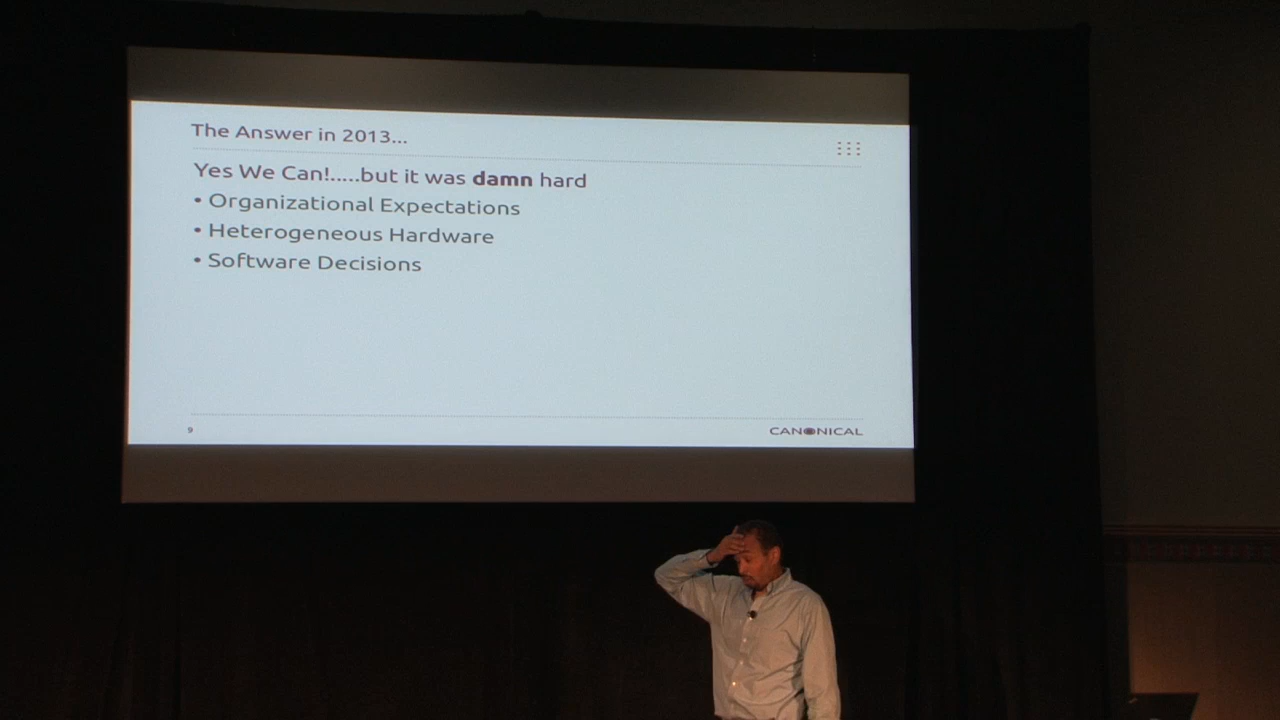 The Answer in 2013...
Yes We Can!.....but it was damn hard
• Organizational Expectations
• Heterogeneous Hardware
• Software Decisions
9
CANONICAL